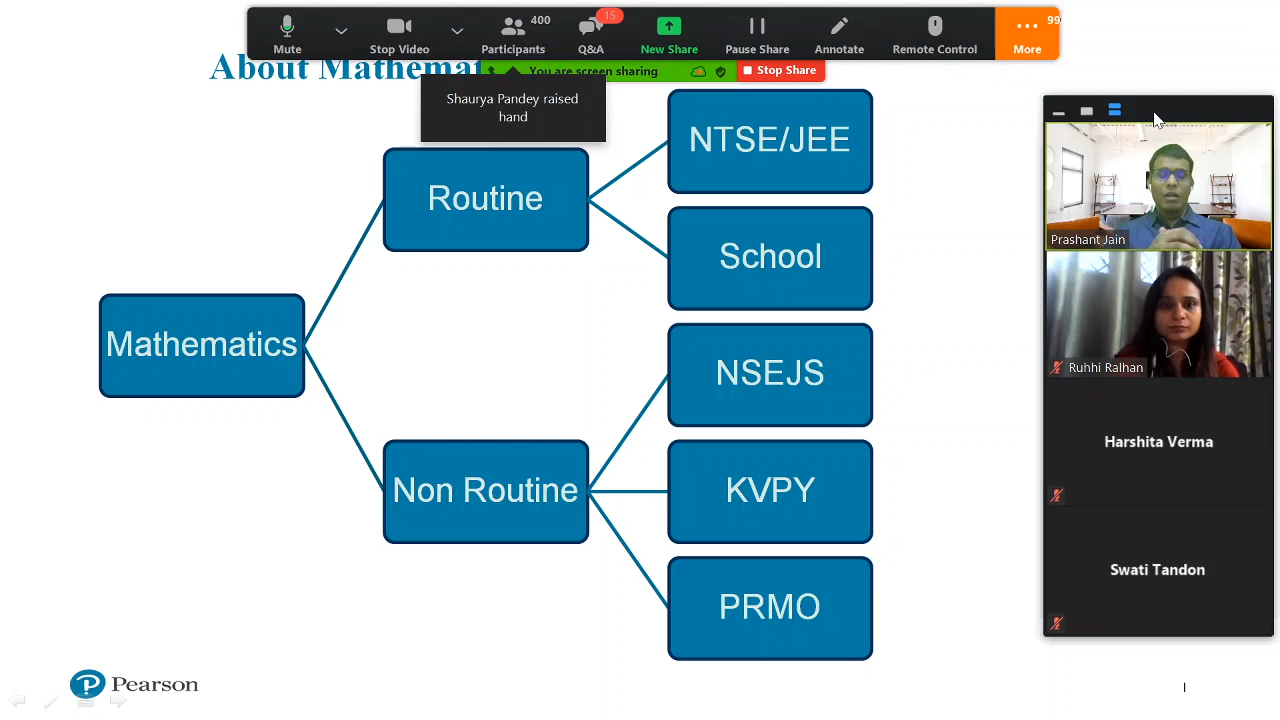 400
15
99
Mute
Stop Video
Participants
Q&A
New Share
Pause Share
Annotate
Remote Control
More
About Mathemat
You are screen sharing
Stop Share
Shaurya Pandey raised
hand
NTSE/JEE
Routine
School
Mathematics
NSEJS
Non Routine
KVPY
PRMO
Prashant Jain
Ruhhi Ralhan
Harshita Verma
Swati Tandon
Pearson